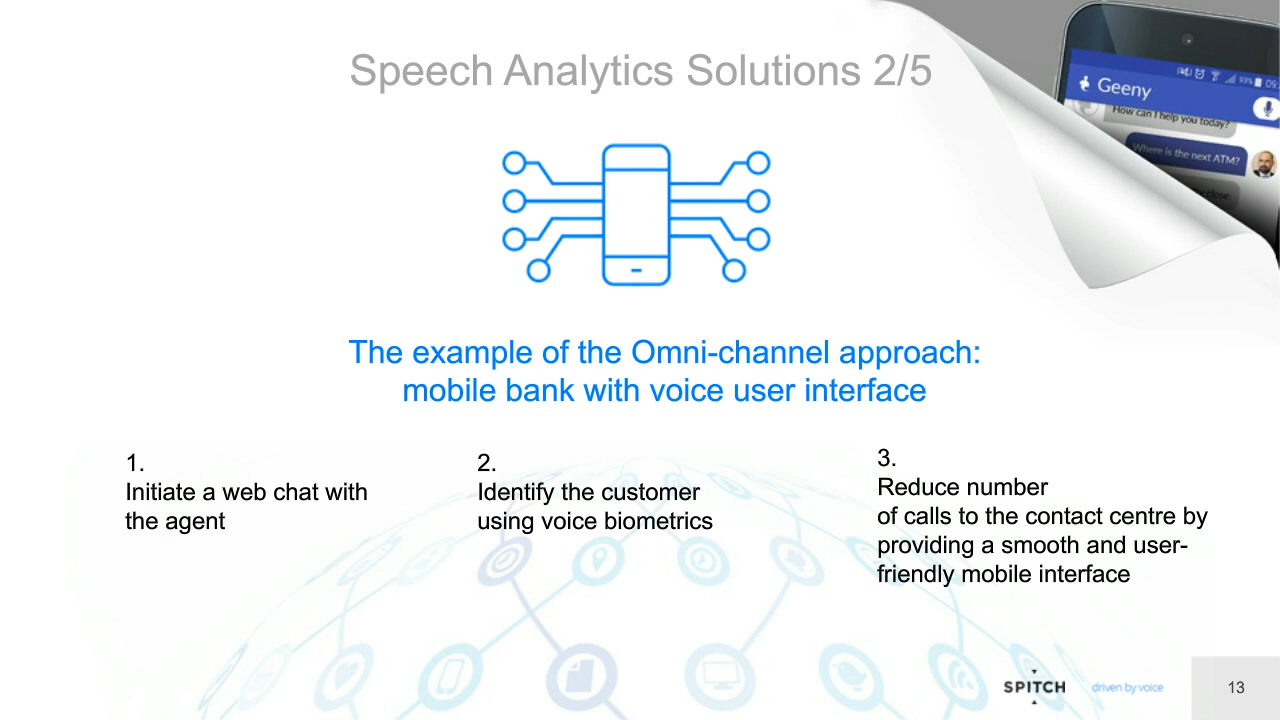 Speech Analytics Solutions 2/5
Geeny
How can I help you today?
Where is the next ATM?
The example of the Omni-channel approach:
mobile bank with voice user interface
1.
Initiate a web chat with
the agent
2.
Identify the customer
using voice biometrics
3.
Reduce number
of calls to the contact centre by
providing a smooth and user-
friendly mobile interface
SPITCH
driven by voice
13